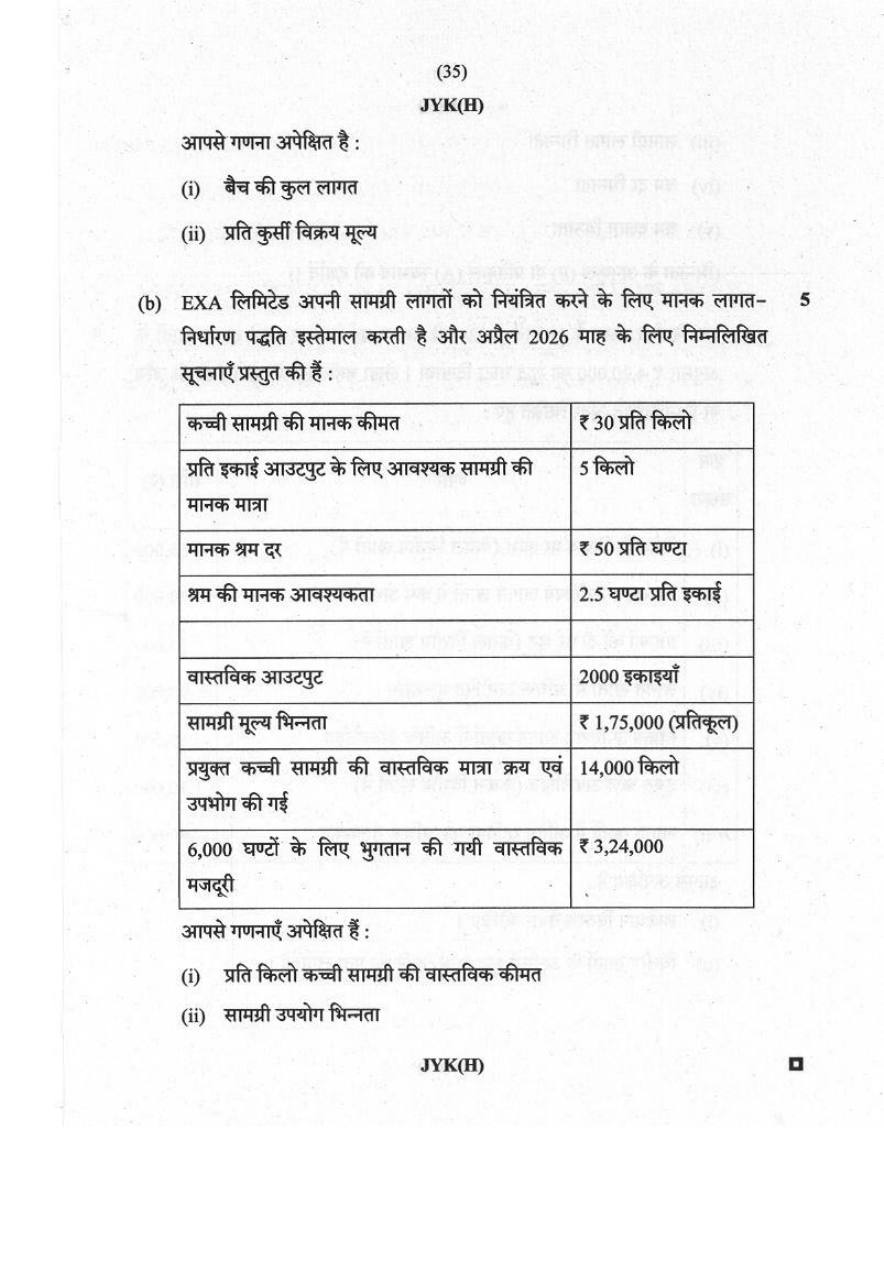 (35)
JYK(H)
आपसे गणना अपेक्षित है :
(i) बैच की कुल लागत
(ii) प्रति कुर्सी विक्रय मूल्य
(b) EXA लिमिटेड अपनी सामग्री लागतों को नियंत्रित करने के लिए मानक लागत– 5
निर्धारण पद्धति इस्तेमाल करती है और अप्रैल 2026 माह के लिए निम्नलिखित
सूचनाएँ प्रस्तुत की हैं :
कच्ची सामग्री की मानक कीमत ₹ 30 प्रति किलो
प्रति इकाई आउटपुट के लिए आवश्यक सामग्री की 5 किलो
मानक मात्रा
मानक श्रम दर ₹ 50 प्रति घण्टा
श्रम की मानक आवश्यकता 2.5 घण्टा प्रति इकाई
वास्तविक आउटपुट 2000 इकाइयाँ
सामग्री मूल्य भिन्नता ₹ 1,75,000 (प्रतिकूल)
प्रयुक्त कच्ची सामग्री की वास्तविक मात्रा क्रय एवं 14,000 किलो
उपभोग की गई
6,000 घण्टों के लिए भुगतान की गयी वास्तविक ₹ 3,24,000
मजदूरी
आपसे गणनाएँ अपेक्षित हैं :
(i) प्रति किलो कच्ची सामग्री की वास्तविक कीमत
(ii) सामग्री उपयोग भिन्नता
JYK(H)